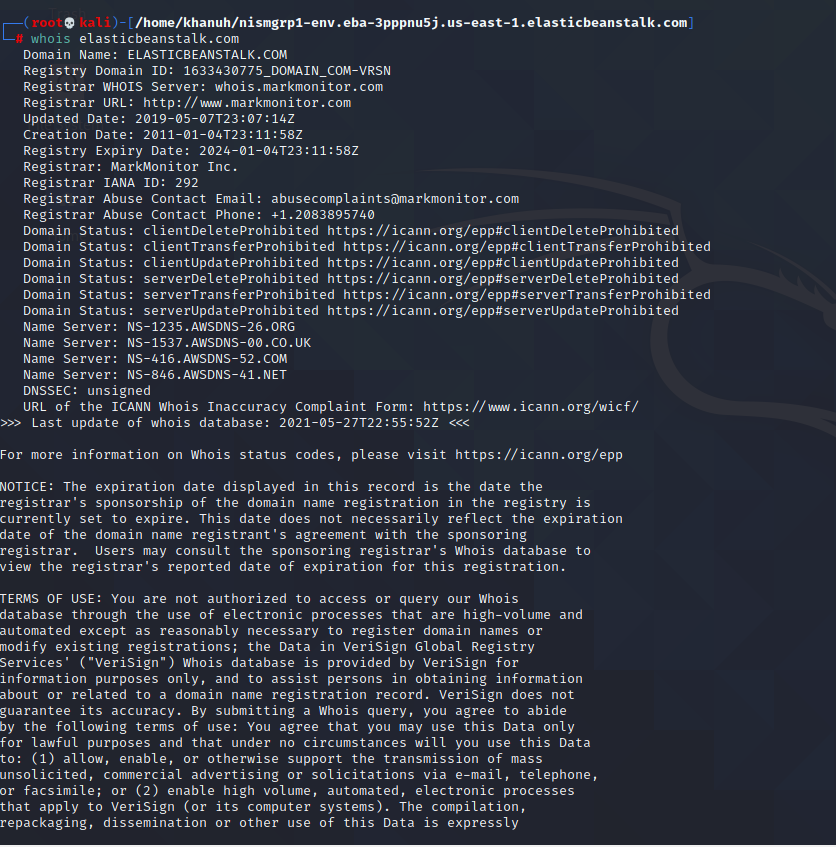 ┌──(root💀kali)-[/home/khanuh/nismgrp1-env.eba-3pppnu5j.us-east-1.elasticbeanstalk.com]
└─# whois elasticbeanstalk.com
Domain Name: ELASTICBEANSTALK.COM
Registry Domain ID: 1633430775_DOMAIN_COM-VRSN
Registrar WHOIS Server: whois.markmonitor.com
Registrar URL: http://www.markmonitor.com
Updated Date: 2019-05-07T23:07:14Z
Creation Date: 2011-01-04T23:11:58Z
Registry Expiry Date: 2024-01-04T23:11:58Z
Registrar: MarkMonitor Inc.
Registrar IANA ID: 292
Registrar Abuse Contact Email: abusecomplaints@markmonitor.com
Registrar Abuse Contact Phone: +1.2083895740
Domain Status: clientDeleteProhibited https://icann.org/epp#clientDeleteProhibited
Domain Status: clientTransferProhibited https://icann.org/epp#clientTransferProhibited
Domain Status: clientUpdateProhibited https://icann.org/epp#clientUpdateProhibited
Domain Status: serverDeleteProhibited https://icann.org/epp#serverDeleteProhibited
Domain Status: serverTransferProhibited https://icann.org/epp#serverTransferProhibited
Domain Status: serverUpdateProhibited https://icann.org/epp#serverUpdateProhibited
Name Server: NS-1235.AWSDNS-26.ORG
Name Server: NS-1537.AWSDNS-00.CO.UK
Name Server: NS-416.AWSDNS-52.COM
Name Server: NS-846.AWSDNS-41.NET
DNSSEC: unsigned
URL of the ICANN Whois Inaccuracy Complaint Form: https://www.icann.org/wicf/
>>> Last update of whois database: 2021-05-27T22:55:52Z <<<
For more information on Whois status codes, please visit https://icann.org/epp
NOTICE: The expiration date displayed in this record is the date the
registrar's sponsorship of the domain name registration in the registry is
currently set to expire. This date does not necessarily reflect the expiration
date of the domain name registrant's agreement with the sponsoring
registrar.  Users may consult the sponsoring registrar's Whois database to
view the registrar's reported date of expiration for this registration.
TERMS OF USE: You are not authorized to access or query our Whois
database through the use of electronic processes that are high-volume and
automated except as reasonably necessary to register domain names or
modify existing registrations; the Data in VeriSign Global Registry
Services' ("VeriSign") Whois database is provided by VeriSign for
information purposes only, and to assist persons in obtaining information
about or related to a domain name registration record. VeriSign does not
guarantee its accuracy. By submitting a Whois query, you agree to abide
by the following terms of use: You agree that you may use this Data only
for lawful purposes and that under no circumstances will you use this Data
to: (1) allow, enable, or otherwise support the transmission of mass
unsolicited, commercial advertising or solicitations via e-mail, telephone,
or facsimile; or (2) enable high volume, automated, electronic processes
that apply to VeriSign (or its computer systems). The compilation,
repackaging, dissemination or other use of this Data is expressly